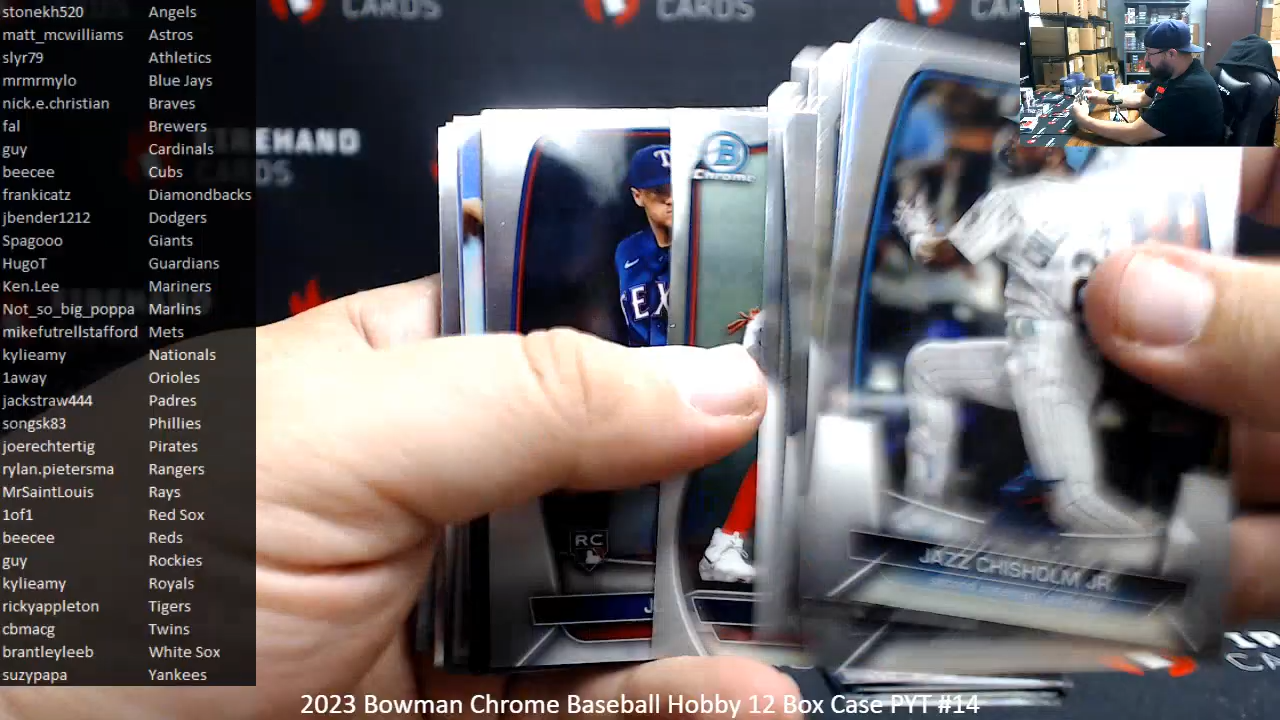 stonekh520 Angels
matt_mcwilliams Astros
slyr79 Athletics
mrmrmylo Blue Jays
nick.e.christian Braves
fal Brewers
guy Cardinals
beecee Cubs
frankicatz Diamondbacks
jbender1212 Dodgers
Spagooo Giants
HugoT Guardians
Ken.Lee Mariners
Not_so_big_poppa Marlins
mikefutrellstafford Mets
kylieamy Nationals
1away Orioles
jackstraw444 Padres
songsk83 Phillies
joerechtertig Pirates
rylan.pietersma Rangers
MrSaintLouis Rays
1of1 Red Sox
beecee Reds
guy Rockies
kylieamy Royals
rickyappleton Tigers
cbmacg Twins
brantleyleeb White Sox
suzypapa Yankees
CARDS
CARDS
CARDS
B
Chrome
T
TEX
RC
JAZZ CHISHOLM JR.
2023 Bowman Chrome Baseball Hobby 12 Box Case PYT #14